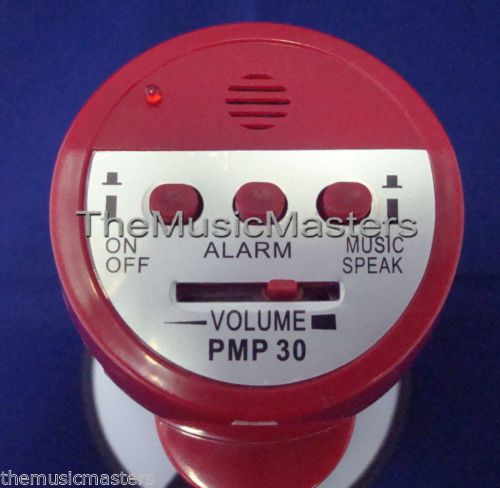 TheMusicMasters
ON
OFF
ALARM
MUSIC
SPEAK
VOLUME
PMP 30
themusicmasters